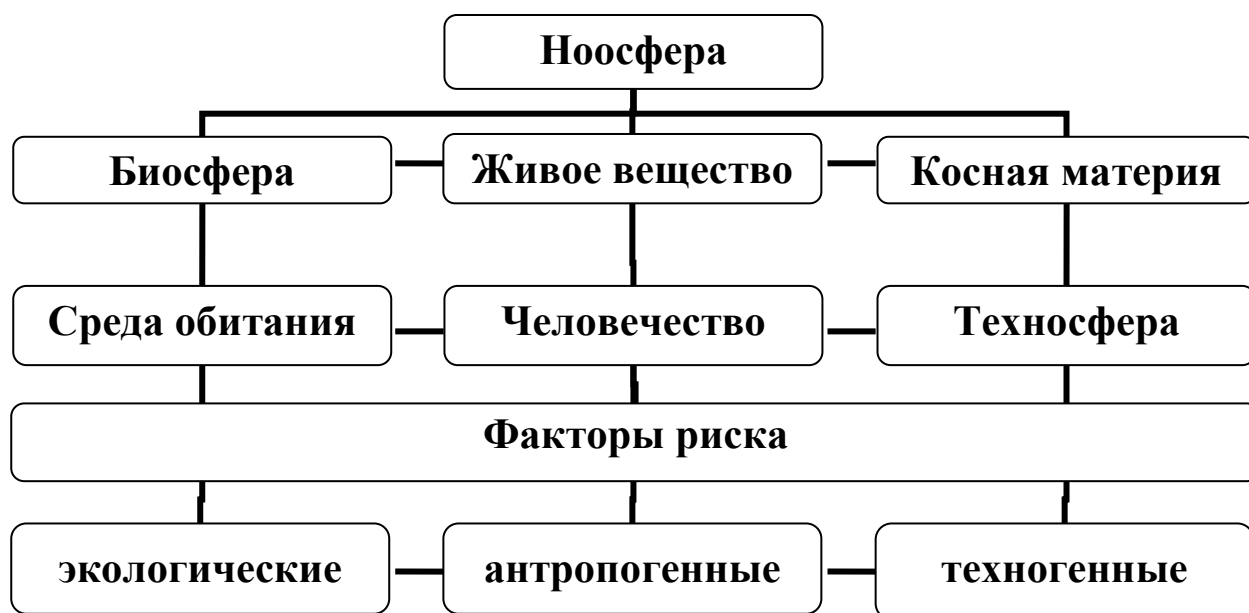 Ноосфера
Биосфера
Живое вещество
Косная материя
Среда обитания
Человечество
Техносфера
Факторы риска
экологические
антропогенные
техногенные